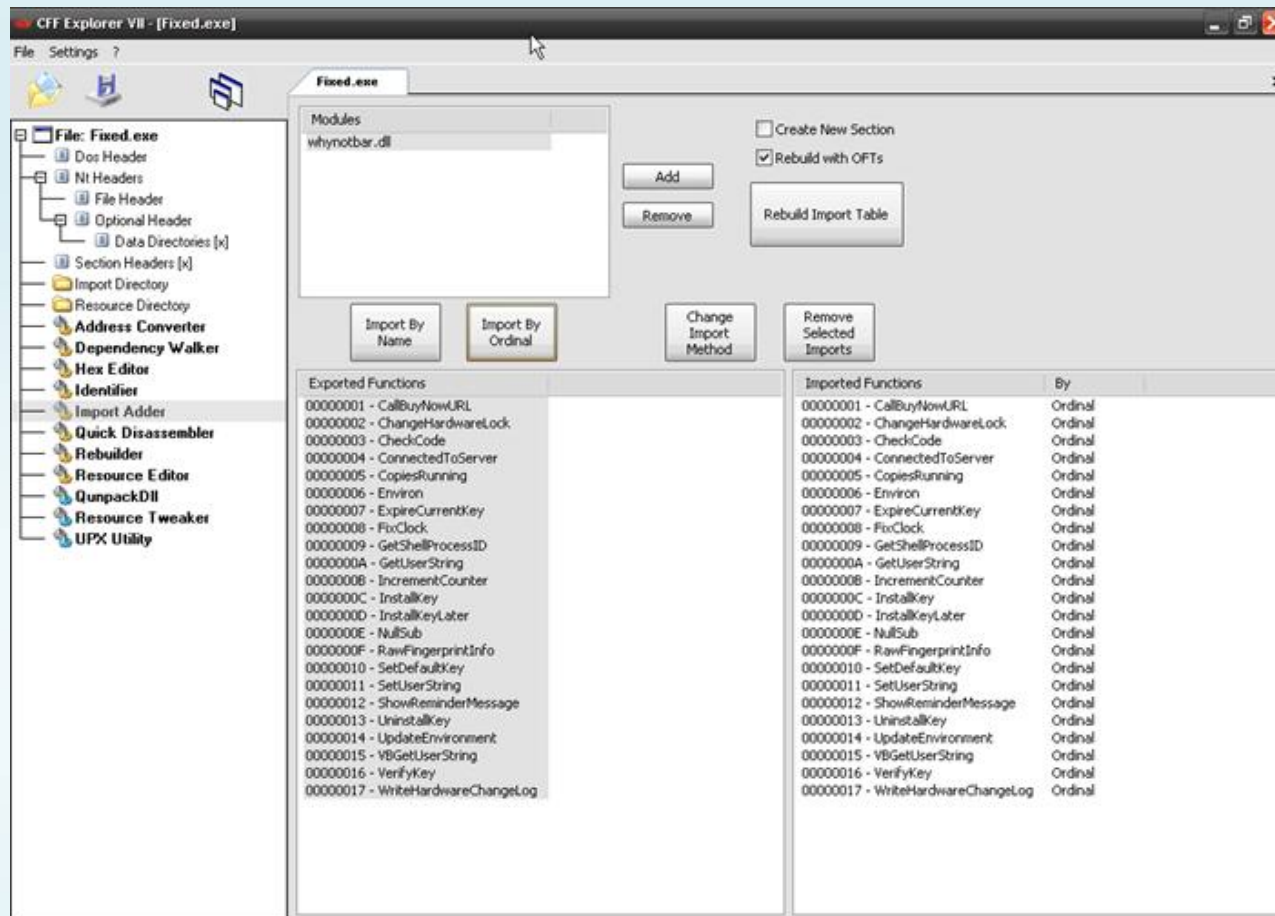 CFF Explorer VII - [Fixed.exe]
File Settings ?
Fixed.exe
File: Fixed.exe
Dos Header
Nt Headers
File Header
Optional Header
Data Directories [x]
Section Headers [x]
Import Directory
Resource Directory
Address Converter
Dependency Walker
Hex Editor
Identifier
Import Adder
Quick Disassembler
Rebuilder
Resource Editor
QunpackDll
Resource Tweaker
UPX Utility
Modules
whynotbar.dll
Add
Remove
Create New Section
Rebuild with OFTs
Rebuild Import Table
Import By
Name
Import By
Ordinal
Change
Import
Method
Remove
Selected
Imports
Exported Functions
00000001 - CallBuyNowURL
00000002 - ChangeHardwareLock
00000003 - CheckCode
00000004 - ConnectedToServer
00000005 - CopiesRunning
00000006 - Environ
00000007 - ExpireCurrentKey
00000008 - FixClock
00000009 - GetShellProcessID
0000000A - GetUserString
0000000B - IncrementCounter
0000000C - InstallKey
0000000D - InstallKeyLater
0000000E - NullSub
0000000F - RawFingerprintInfo
00000010 - SetDefaultKey
00000011 - SetUserString
00000012 - ShowReminderMessage
00000013 - UninstallKey
00000014 - UpdateEnvironment
00000015 - VBGetUserString
00000016 - VerifyKey
00000017 - WriteHardwareChangeLog
Imported Functions By
00000001 - CallBuyNowURL Ordinal
00000002 - ChangeHardwareLock Ordinal
00000003 - CheckCode Ordinal
00000004 - ConnectedToServer Ordinal
00000005 - CopiesRunning Ordinal
00000006 - Environ Ordinal
00000007 - ExpireCurrentKey Ordinal
00000008 - FixClock Ordinal
00000009 - GetShellProcessID Ordinal
0000000A - GetUserString Ordinal
0000000B - IncrementCounter Ordinal
0000000C - InstallKey Ordinal
0000000D - InstallKeyLater Ordinal
0000000E - NullSub Ordinal
0000000F - RawFingerprintInfo Ordinal
00000010 - SetDefaultKey Ordinal
00000011 - SetUserString Ordinal
00000012 - ShowReminderMessage Ordinal
00000013 - UninstallKey Ordinal
00000014 - UpdateEnvironment Ordinal
00000015 - VBGetUserString Ordinal
00000016 - VerifyKey Ordinal
00000017 - WriteHardwareChangeLog Ordinal